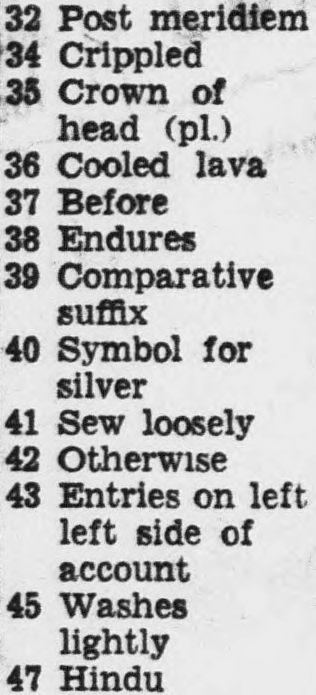 32 Post meridiem
34 Crippled
35 Crown of
head (pl.)
36 Cooled lava
37 Before
38 Endures
39 Comparative
suffix
40 Symbol for
silver
41 Sew loosely
42 Otherwise
43 Entries on left
left side of
account
45 Washes
lightly
47 Hindu